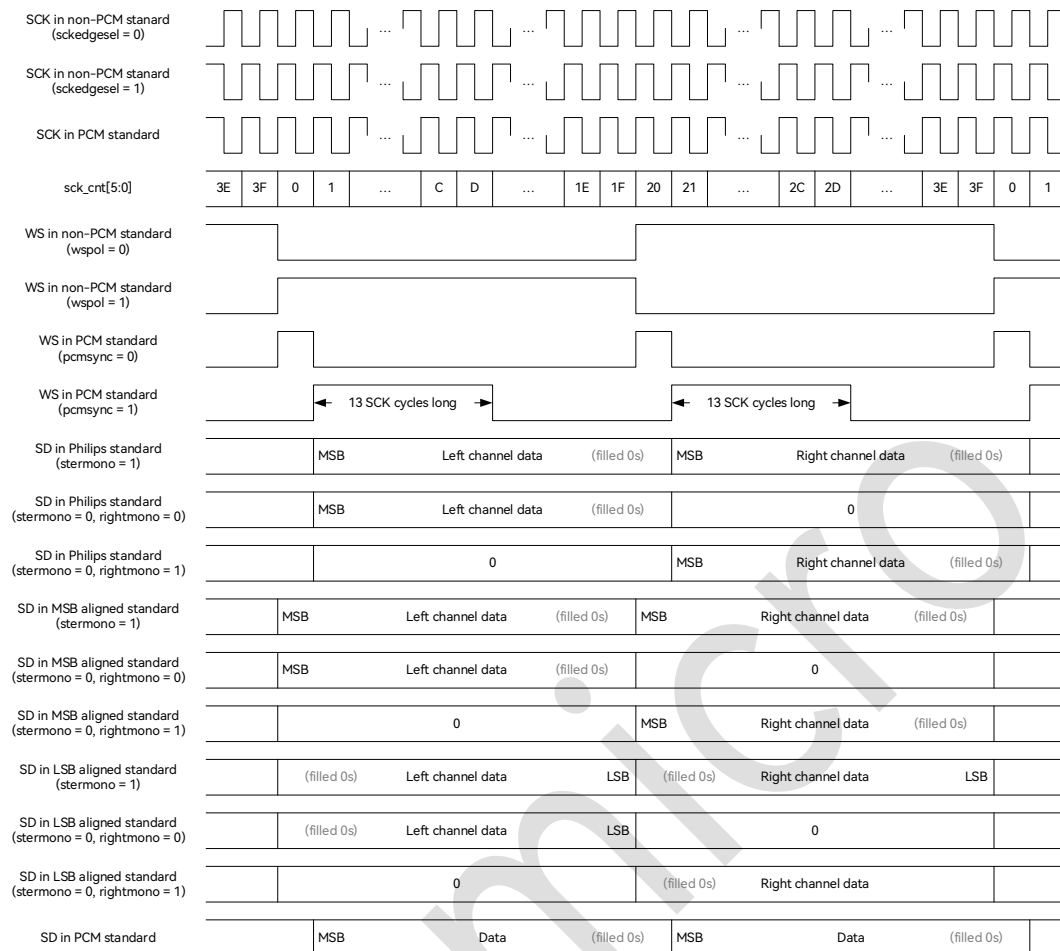 SCK in non-PCM stanard
(sckedgesel = 0)
... ... ... ...
SCK in non-PCM stanard
(sckedgesel = 1)
... ... ... ...
SCK in PCM standard
... ... ... ...
sck_cnt[5:0] 3E 3F 0 1 ... C D ... 1E 1F 20 21 ... 2C 2D ... 3E 3F 0 1
WS in non-PCM standard
(wspol = 0)
WS in non-PCM standard
(wspol = 1)
WS in PCM standard
(pcmsync = 0)
WS in PCM standard
(pcmsync = 1)
13 SCK cycles long 13 SCK cycles long
SD in Philips standard
(stermono = 1)
MSB Left channel data (filled 0s) MSB Right channel data (filled 0s)
SD in Philips standard
(stermono = 0, rightmono = 0)
MSB Left channel data (filled 0s) 0
SD in Philips standard
(stermono = 0, rightmono = 1)
0 MSB Right channel data (filled 0s)
SD in MSB aligned standard
(stermono = 1)
MSB Left channel data (filled 0s) MSB Right channel data (filled 0s)
SD in MSB aligned standard
(stermono = 0, rightmono = 0)
MSB Left channel data (filled 0s) 0
SD in MSB aligned standard
(stermono = 0, rightmono = 1)
0 MSB Right channel data (filled 0s)
SD in LSB aligned standard
(stermono = 1)
(filled 0s) Left channel data LSB (filled 0s) Right channel data LSB
SD in LSB aligned standard
(stermono = 0, rightmono = 0)
(filled 0s) Left channel data LSB 0
SD in LSB aligned standard
(stermono = 0, rightmono = 1)
0 (filled 0s) Right channel data
SD in PCM standard MSB Data (filled 0s) MSB Data (filled 0s)
micro